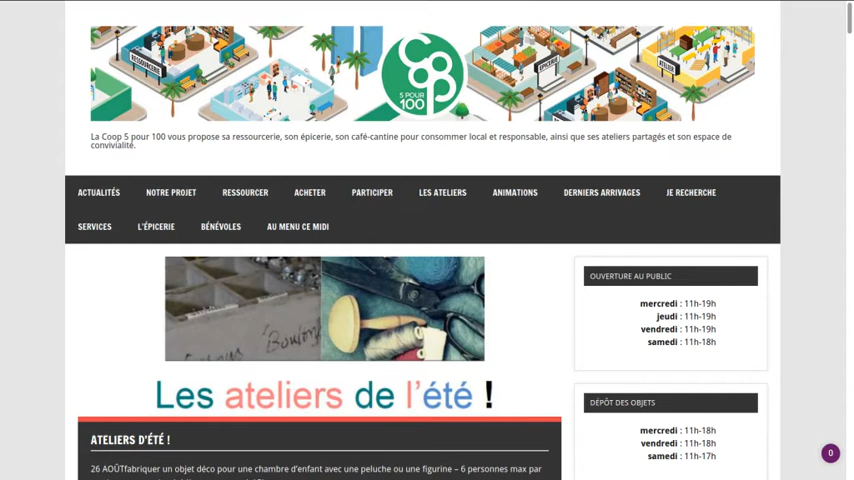 RESSOURCERIE
COOP
5 POUR
100
ÉPICERIE
ATELIER
La Coop 5 pour 100 vous propose sa ressourcerie, son épicerie, son café-cantine pour consommer local et responsable, ainsi que ses ateliers partagés et son espace de
convivialité.
ACTUALITÉS NOTRE PROJET RESSOURCER ACHETER PARTICIPER LES ATELIERS ANIMATIONS DERNIERS ARRIVAGES JE RECHERCHE
SERVICES L'ÉPICERIE BÉNÉVOLES AU MENU CE MIDI
Boulons
Les ateliers de l'été !
ATELIERS D'ÉTÉ !
26 AOÛTfabriquer un objet déco pour une chambre d'enfant avec une peluche ou une figurine – 6 personnes max par
OUVERTURE AU PUBLIC
mercredi : 11h-19h
jeudi : 11h-19h
vendredi : 11h-19h
samedi : 11h-18h
DÉPÔT DES OBJETS
mercredi : 11h-18h
vendredi : 11h-18h
samedi : 11h-17h
0